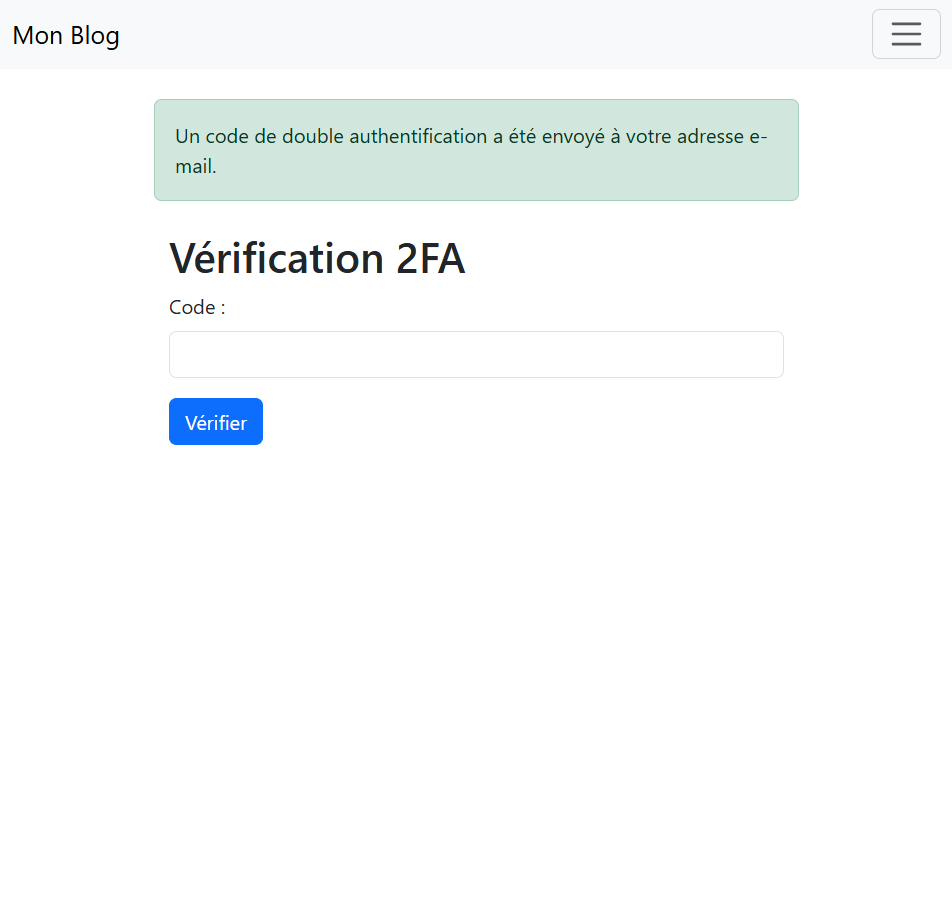 Mon Blog
Un code de double authentification a été envoyé à votre adresse e-
mail.
Vérification 2FA
Code :
Vérifier